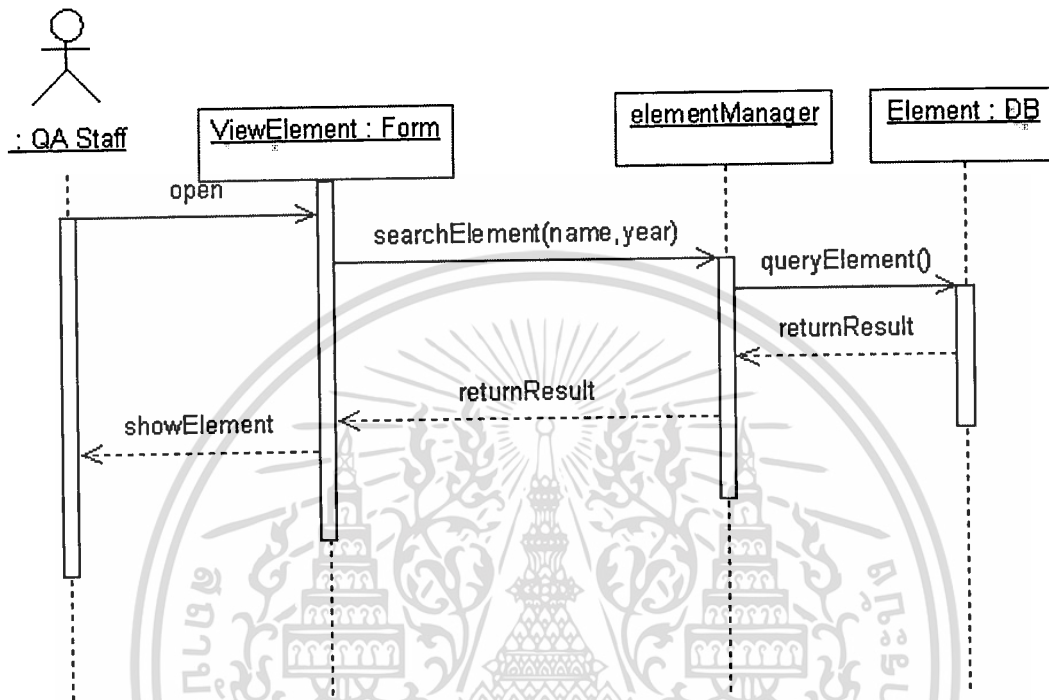 : QA Staff
ViewElement : Form
elementManager
Element : DB
open
searchElement(name,year)
queryElement()
returnResult
returnResult
showElement